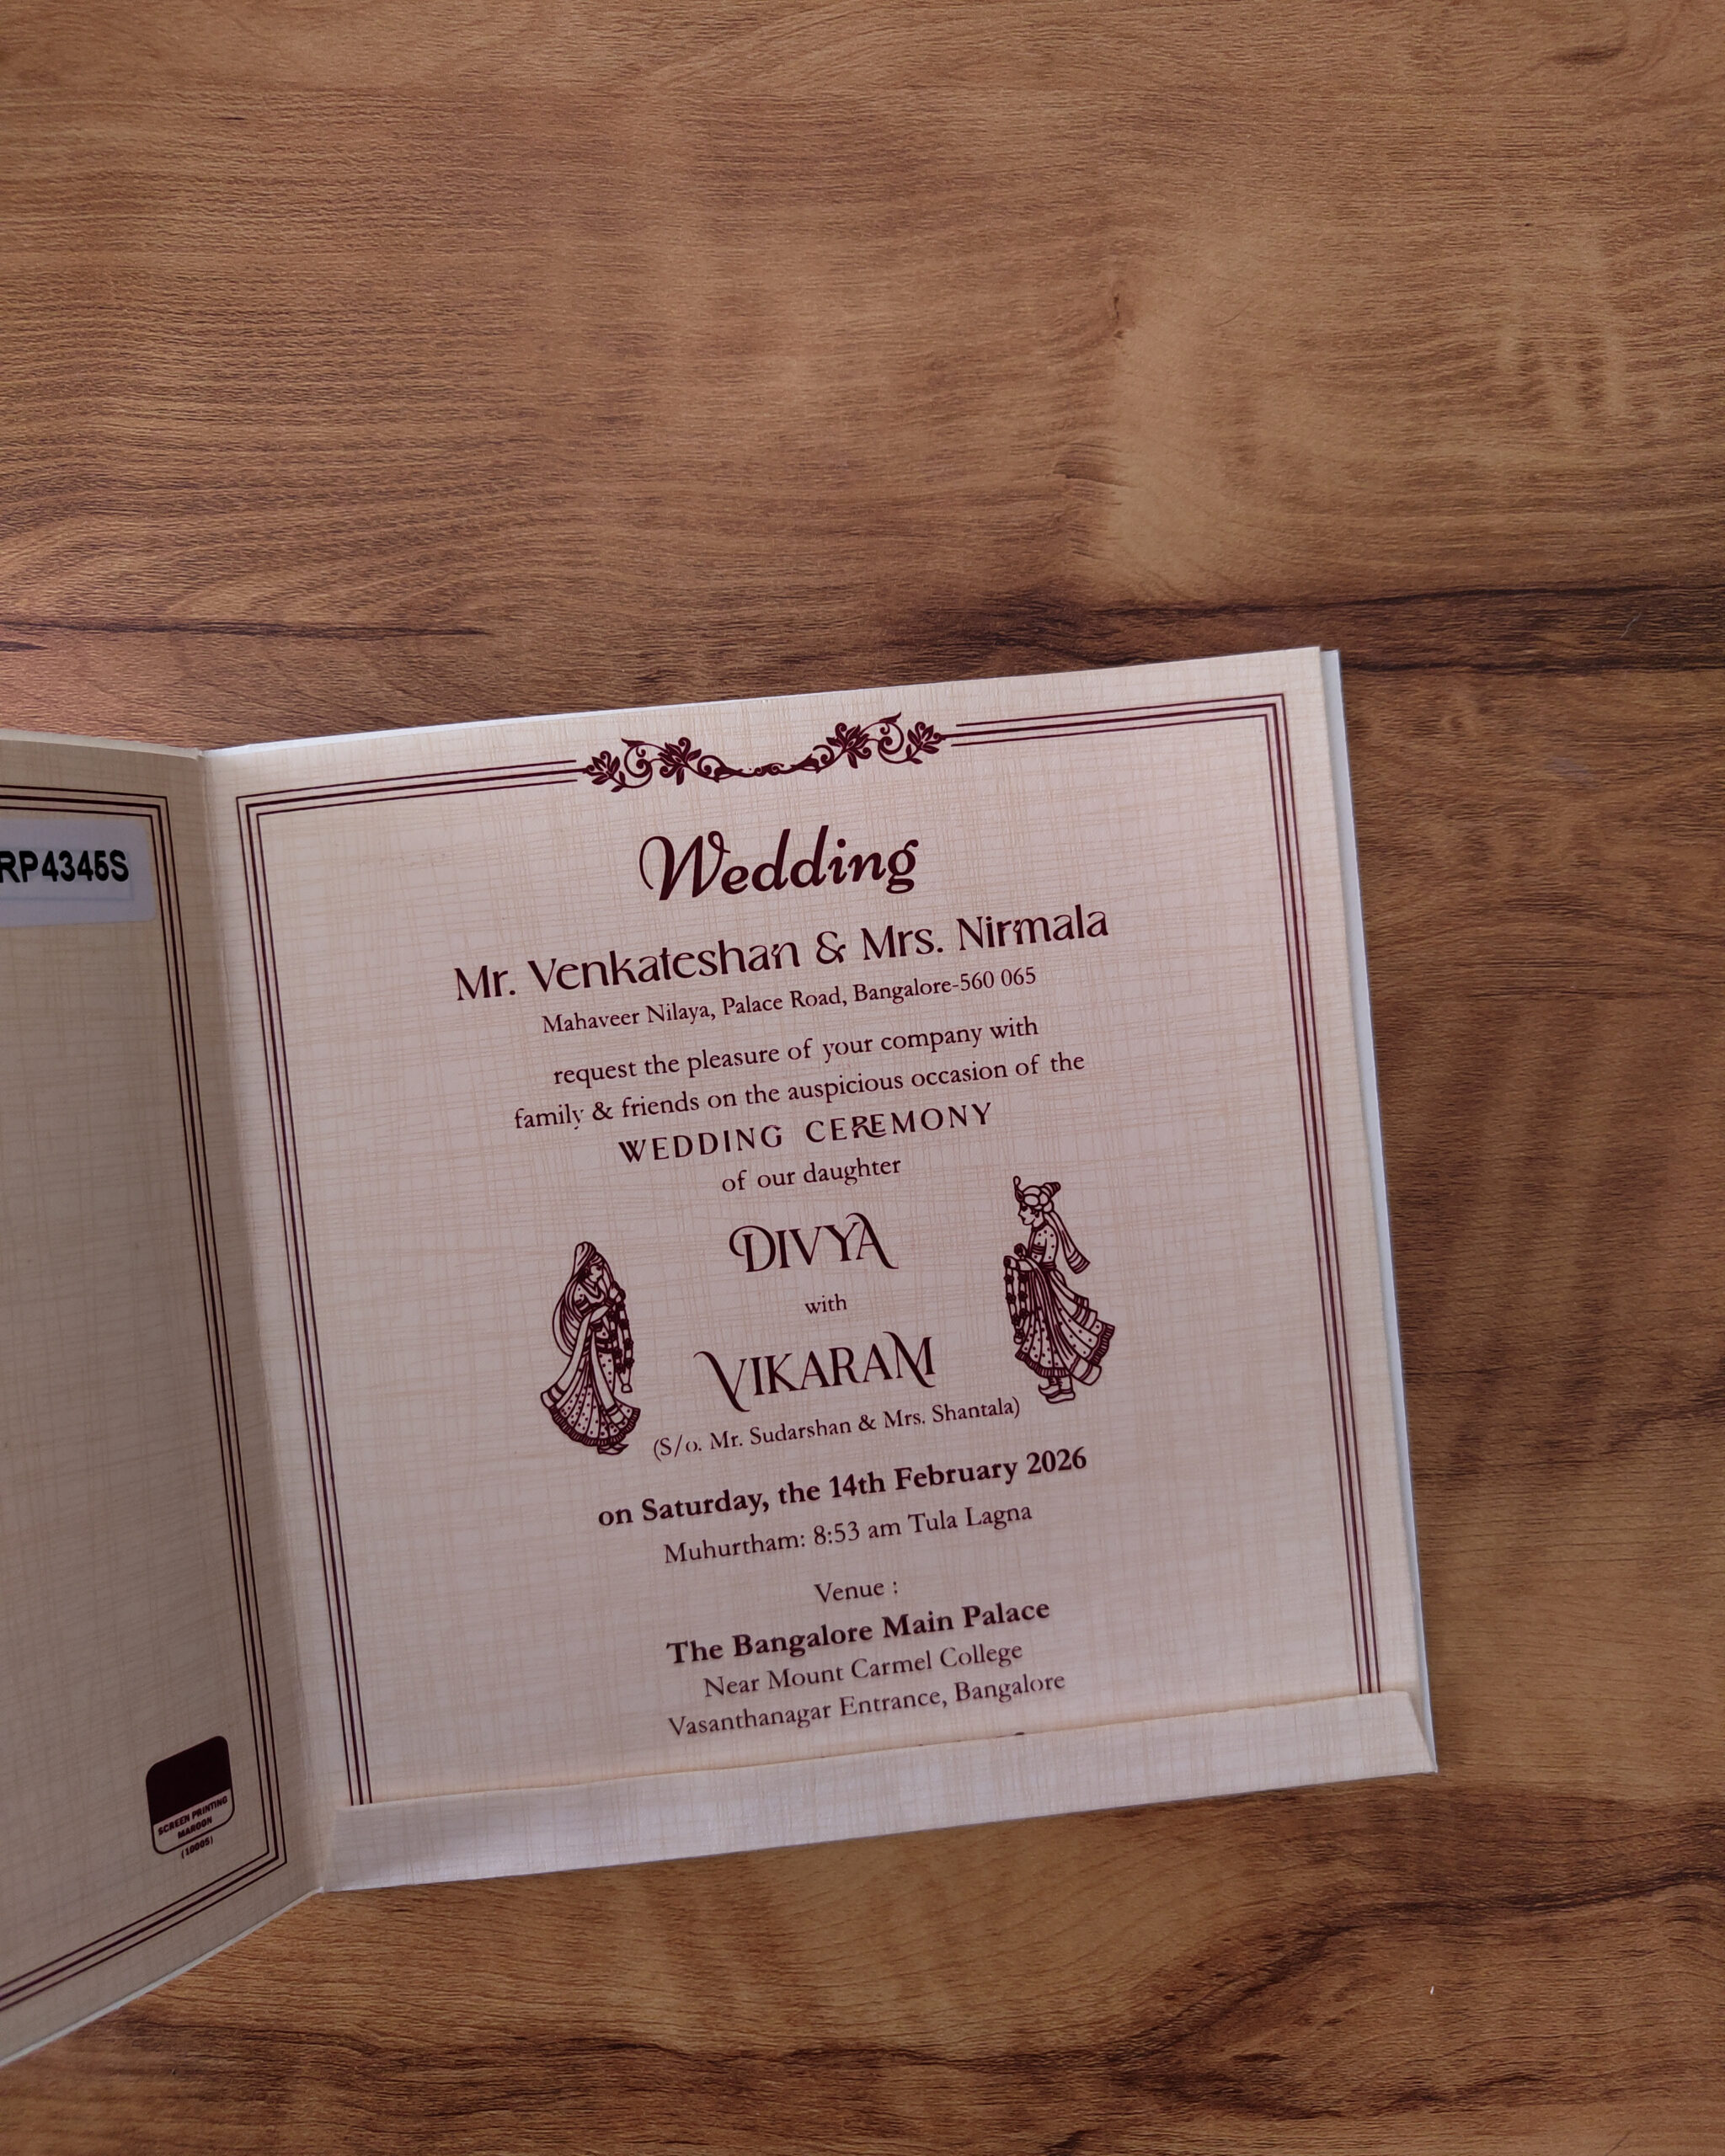 RP4345S
SCREEN PRINTING
MAROON
(10005)
Wedding
Mr. Venkateshan & Mrs. Nirmala
Mahaveer Nilaya, Palace Road, Bangalore-560 065
request the pleasure of your company with
family & friends on the auspicious occasion of the
WEDDING CEREMONY
of our daughter
DIVYA
with
VIKARAM
(S/o. Mr. Sudarshan & Mrs. Shantala)
on Saturday, the 14th February 2026
Muhurtham: 8:53 am Tula Lagna
Venue :
The Bangalore Main Palace
Near Mount Carmel College
Vasanthanagar Entrance, Bangalore